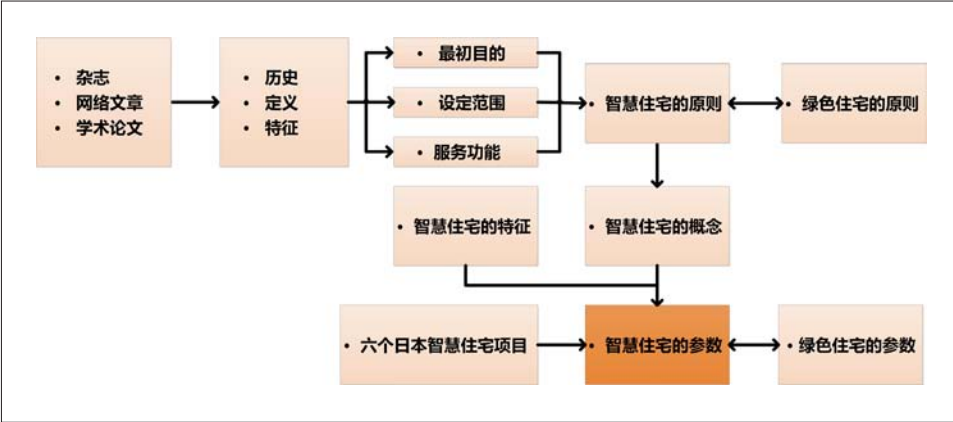 • 杂志
• 网络文章
• 学术论文
• 历史
• 定义
• 特征
• 最初目的
• 设定范围
• 服务功能
• 智慧住宅的原则
• 绿色住宅的原则
• 智慧住宅的特征
• 智慧住宅的概念
• 六个日本智慧住宅项目
• 智慧住宅的参数
• 绿色住宅的参数